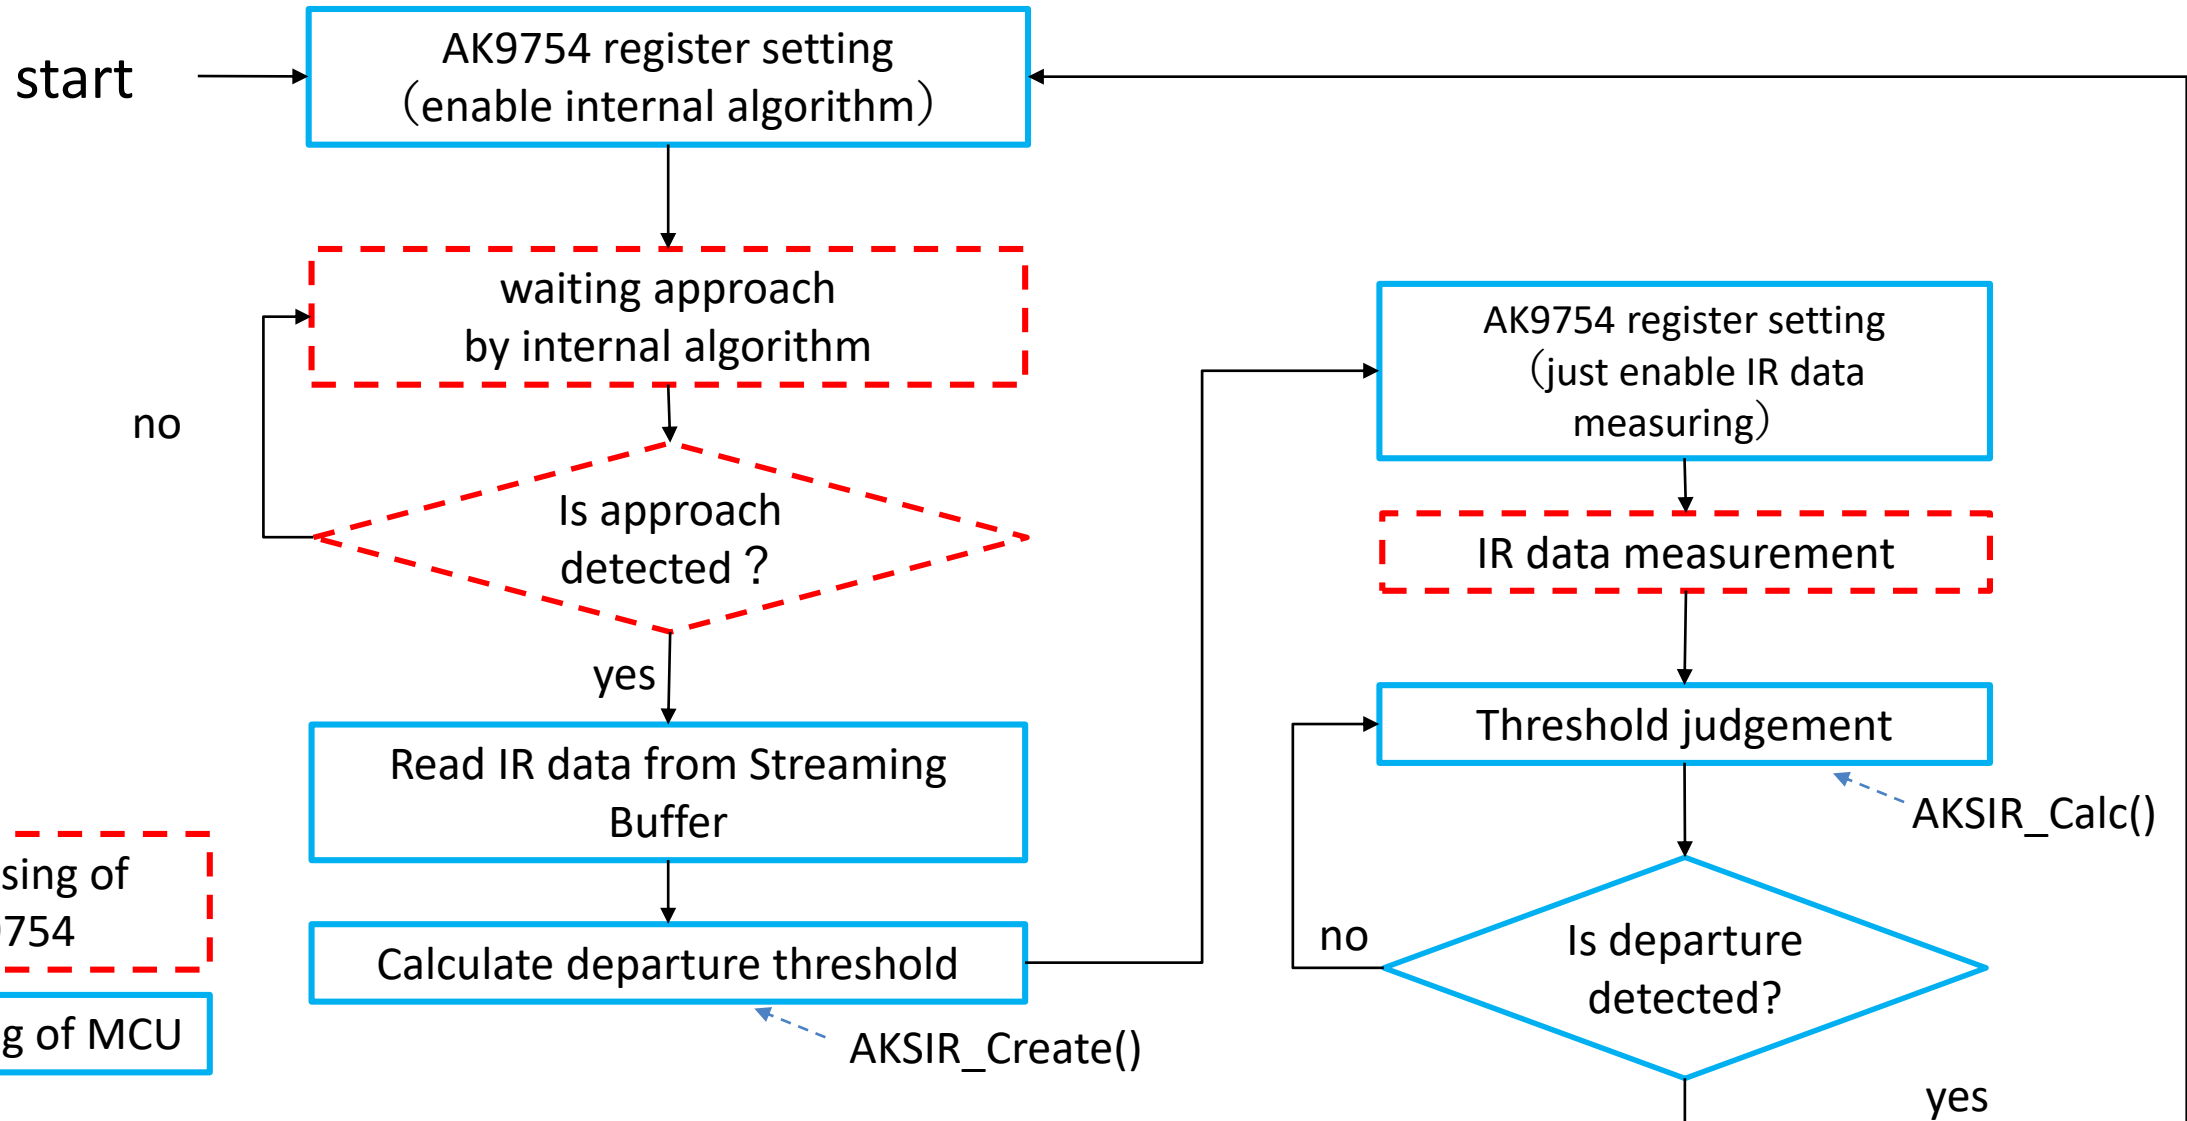 start
AK9754 register setting
（enable internal algorithm）
waiting approach
by internal algorithm
no
Is approach
detected？
yes
Read IR data from Streaming
Buffer
Calculate departure threshold
AKSIR_Create()
sing of
9754
g of MCU
AK9754 register setting
（just enable IR data
measuring）
IR data measurement
Threshold judgement
AKSIR_Calc()
no
Is departure
detected?
yes